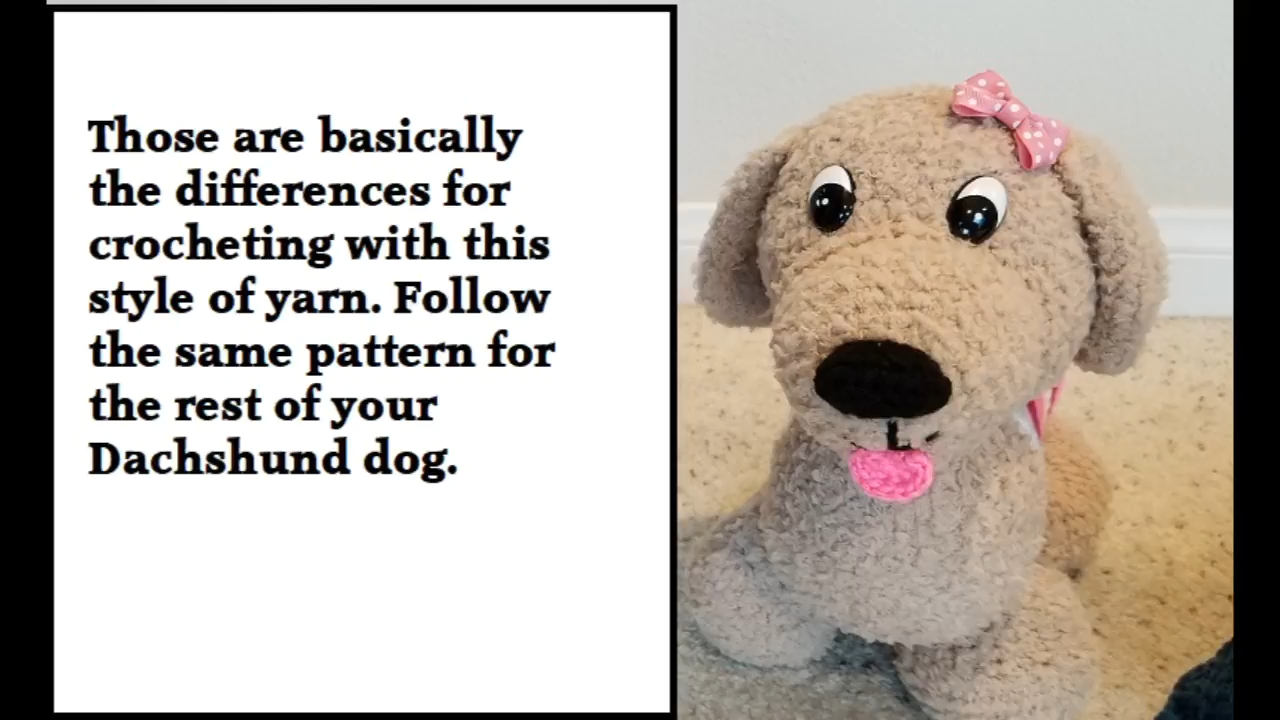 Those are basically
the differences for
crocheting with this
style of yarn. Follow
the same pattern for
the rest of your
Dachshund dog.